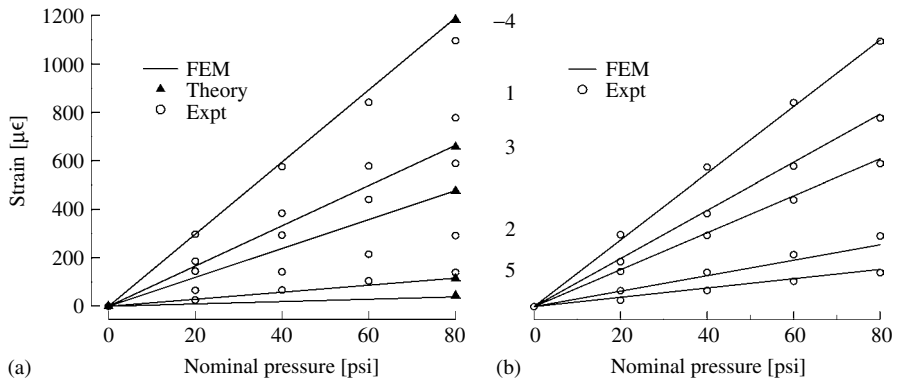 1200
1000
800
600
400
200
0
Strain [µϵ]
FEM
Theory
Expt
0 20 40 60 80
(a) Nominal pressure [psi]
−4
1
3
2
5
FEM
Expt
0 20 40 60 80
(b) Nominal pressure [psi]